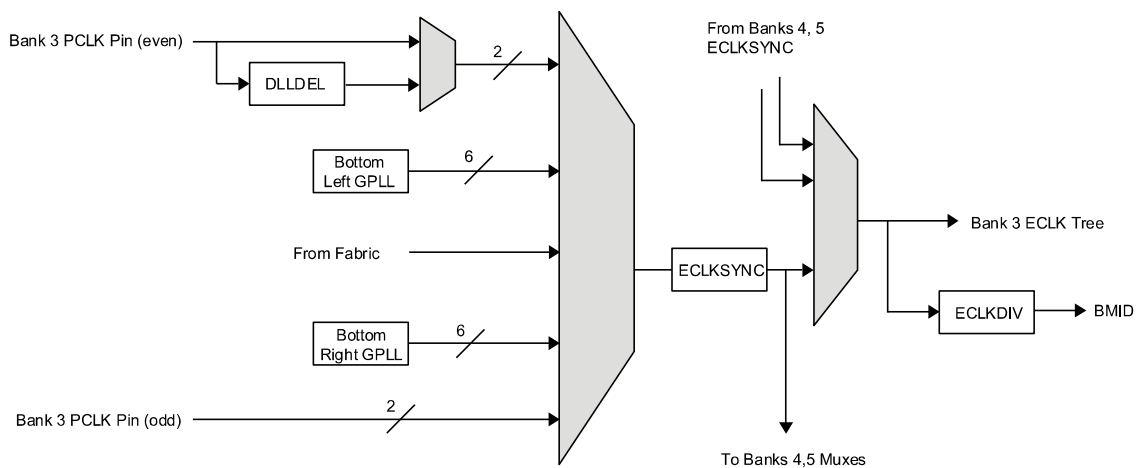 Bank 3 PCLK Pin (even)
DLLDEL
2
Bottom
Left GPLL
6
From Fabric
Bottom
Right GPLL
6
Bank 3 PCLK Pin (odd)
2
ECLKSYNC
From Banks 4, 5
ECLKSYNC
Bank 3 ECLK Tree
ECLKDIV
BMID
To Banks 4,5 Muxes